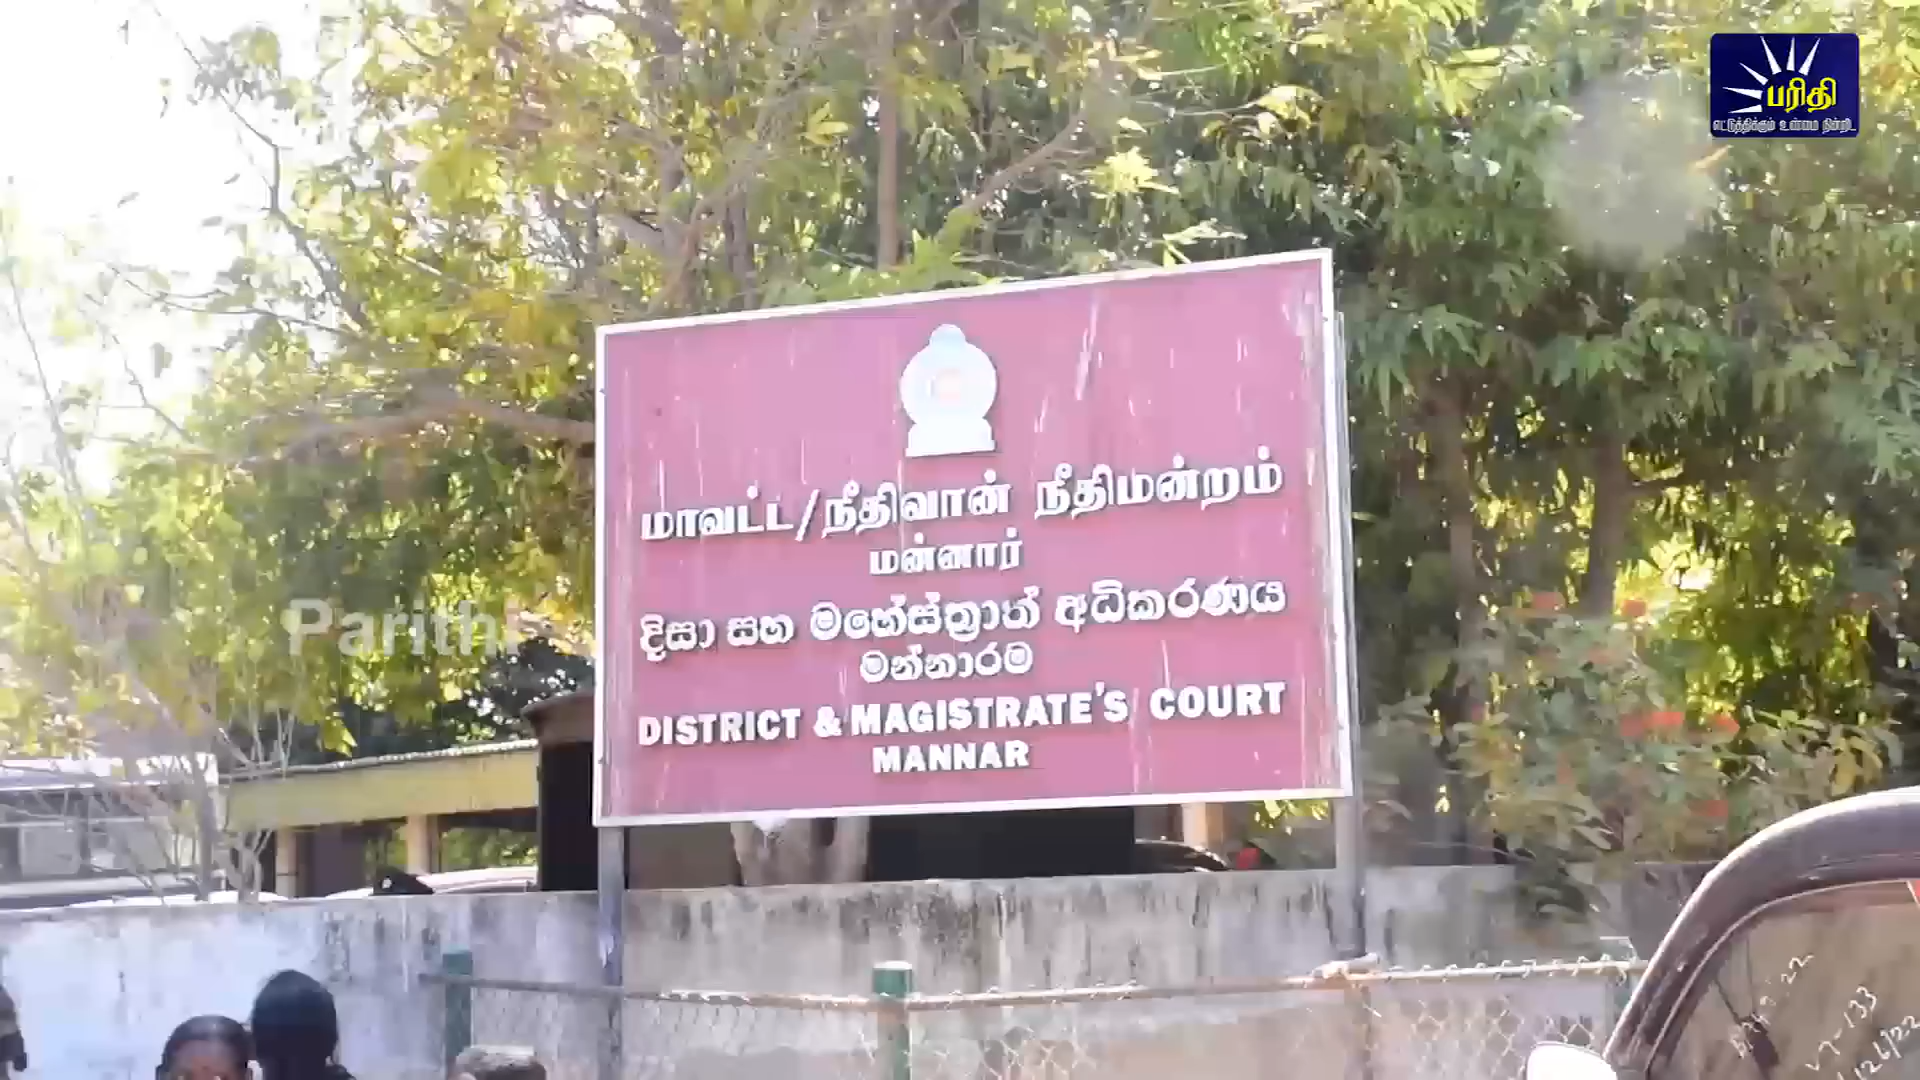 பரிதி
எட்டுத்திக்கும் உண்மை நின்றிட
மாவட்ட/நீதிவான் நீதிமன்றம்
மன்னார்
දිසා සහ මහේස්ත්‍රාත් අධිකරණය
මන්නාරම
DISTRICT & MAGISTRATE'S COURT
MANNAR
Parithi